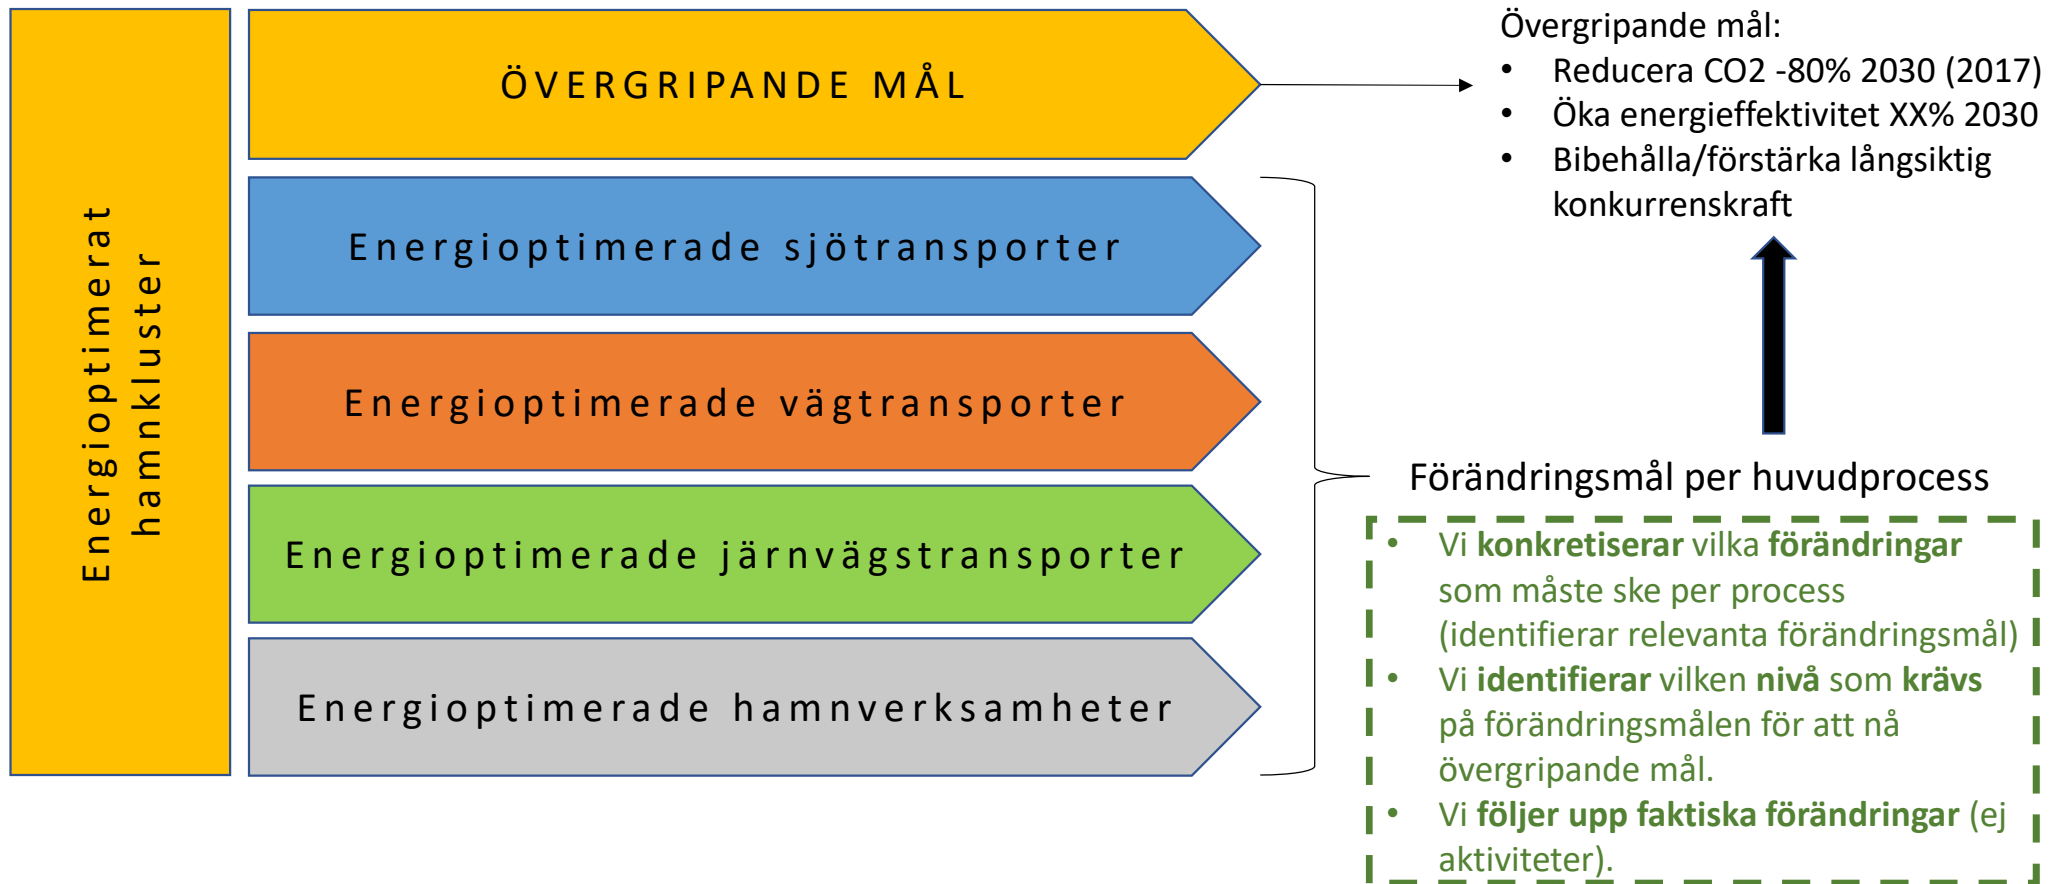 Energioptimerat
hamnkluster
ÖVERGRIPANDE MÅL
Energioptimerade sjötransporter
Energioptimerade vägtransporter
Energioptimerade järnvägstransporter
Energioptimerade hamnverksamheter
Övergripande mål:
• Reducera CO2 -80% 2030 (2017)
• Öka energieffektivitet XX% 2030
• Bibehålla/förstärka långsiktig
konkurrenskraft
Förändringsmål per huvudprocess
• Vi konkretiserar vilka förändringar
som måste ske per process
(identifierar relevanta förändringsmål)
• Vi identifierar vilken nivå som krävs
på förändringsmålen för att nå
övergripande mål.
• Vi följer upp faktiska förändringar (ej
aktiviteter).